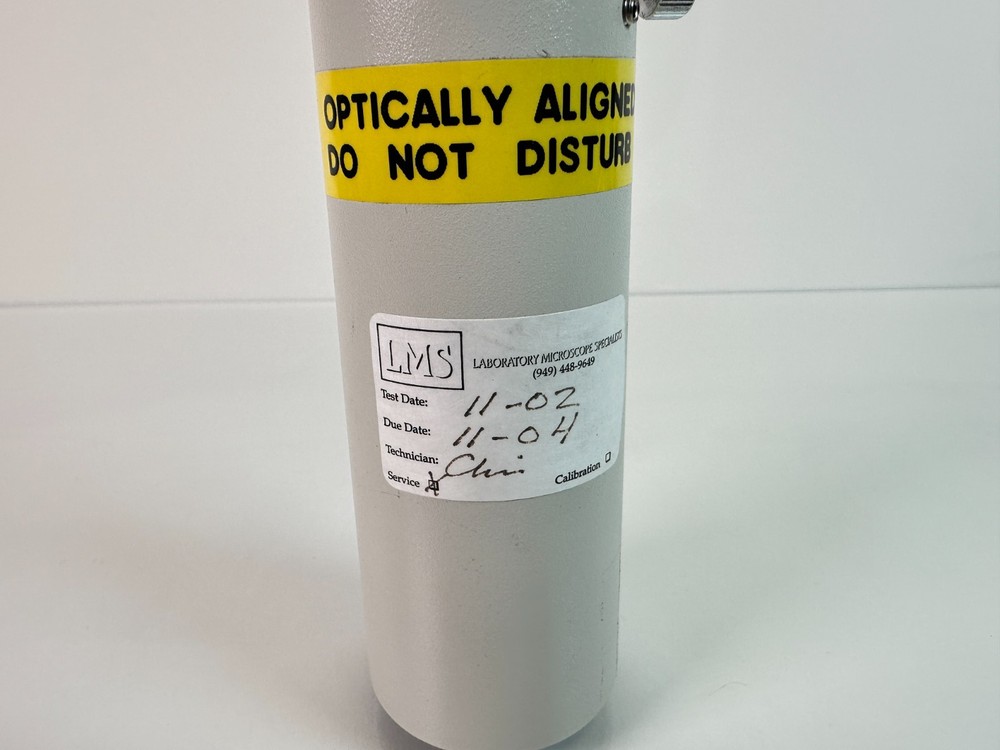 OPTICALLY ALIGNED
DO NOT DISTURB
LMS
LABORATORY MICROSCOPE SPECIALISTS
(949) 448-9649
Test Date: 11-02
Due Date: 11-04
Technician: Chris
Service
Calibration